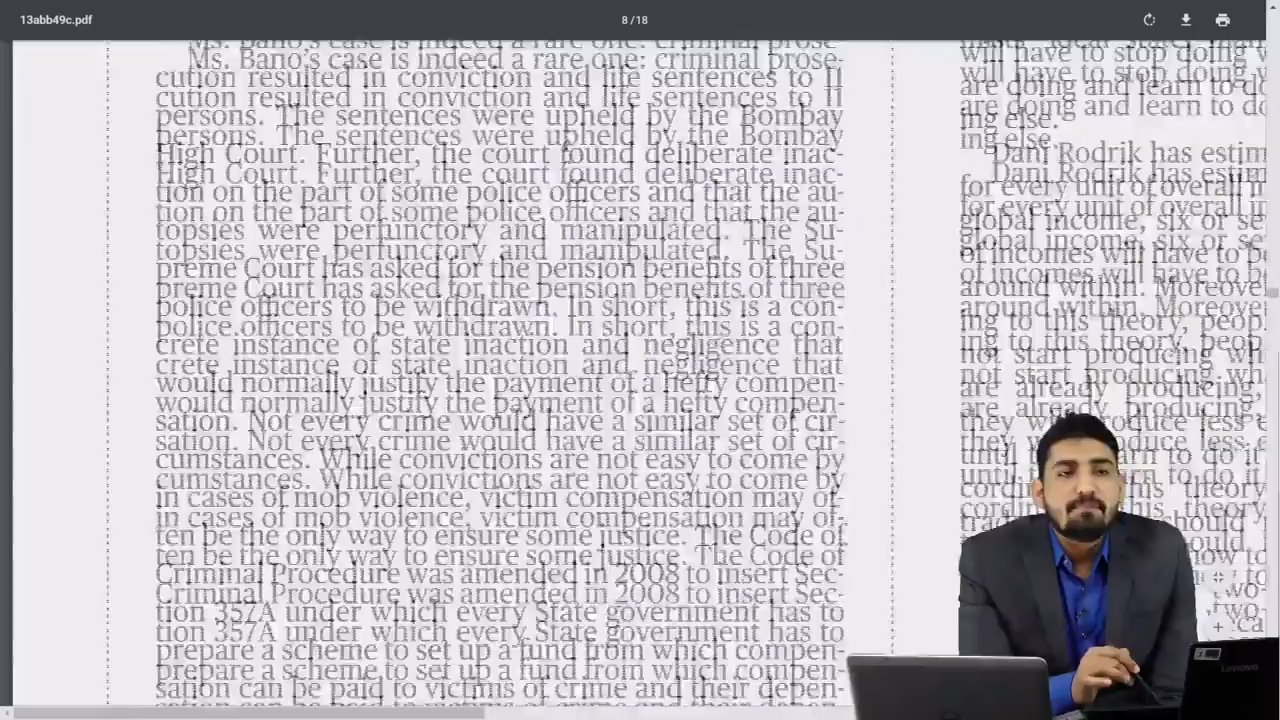 13abb49c.pdf
8 / 18
Ms. Bano's case is indeed a rare one: criminal prose-
cution resulted in conviction and life sentences to 11
persons. The sentences were upheld by the Bombay
High Court. Further, the court found deliberate inac-
tion on the part of some police officers and that the au-
topsies were perfunctory and manipulated. The Su-
preme Court has asked for the pension benefits of three
police officers to be withdrawn. In short, this is a con-
crete instance of state inaction and negligence that
would normally justify the payment of a hefty compen-
sation. Not every crime would have a similar set of cir-
cumstances. While convictions are not easy to come by
in cases of mob violence, victim compensation may of-
ten be the only way to ensure some justice. The Code of
Criminal Procedure was amended in 2008 to insert Sec-
tion 357A under which every State government has to
prepare a scheme to set up a fund from which compen-
sation can be paid to victims of crime and their depen-
will have to stop doing
are doing and learn to do
ing else.
Dani Rodrik has estim
for every unit of overall
global income, six or se
of incomes will have to be
around within. Moreover
ing to this theory, peop
not start producing wh
are already producing,
they produce less
until to do it
this theory
Lenovo